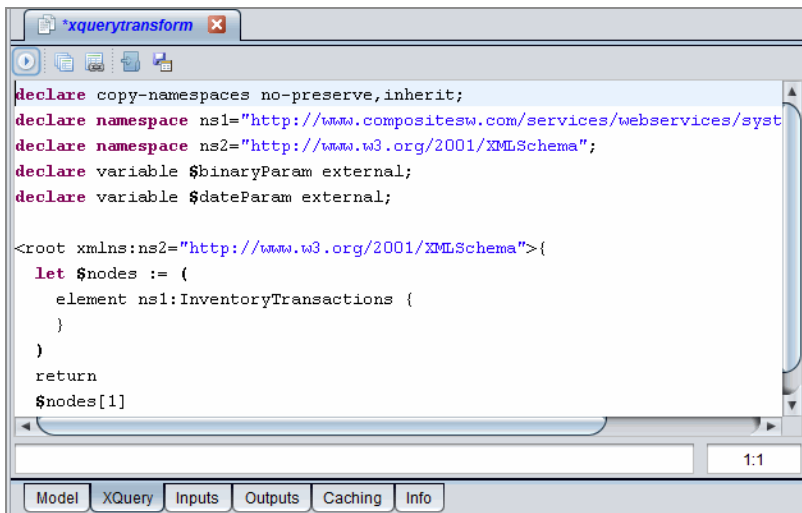 *xquerytransform
declare copy-namespaces no-preserve,inherit;
declare namespace ns1="http://www.compositesw.com/services/webservices/syst
declare namespace ns2="http://www.w3.org/2001/XMLSchema";
declare variable $binaryParam external;
declare variable $dateParam external;
<root xmlns:ns2="http://www.w3.org/2001/XMLSchema">{
let $nodes := (
element ns1:InventoryTransactions {
}
)
return
$nodes[1]
1:1
Model XQuery Inputs Outputs Caching Info